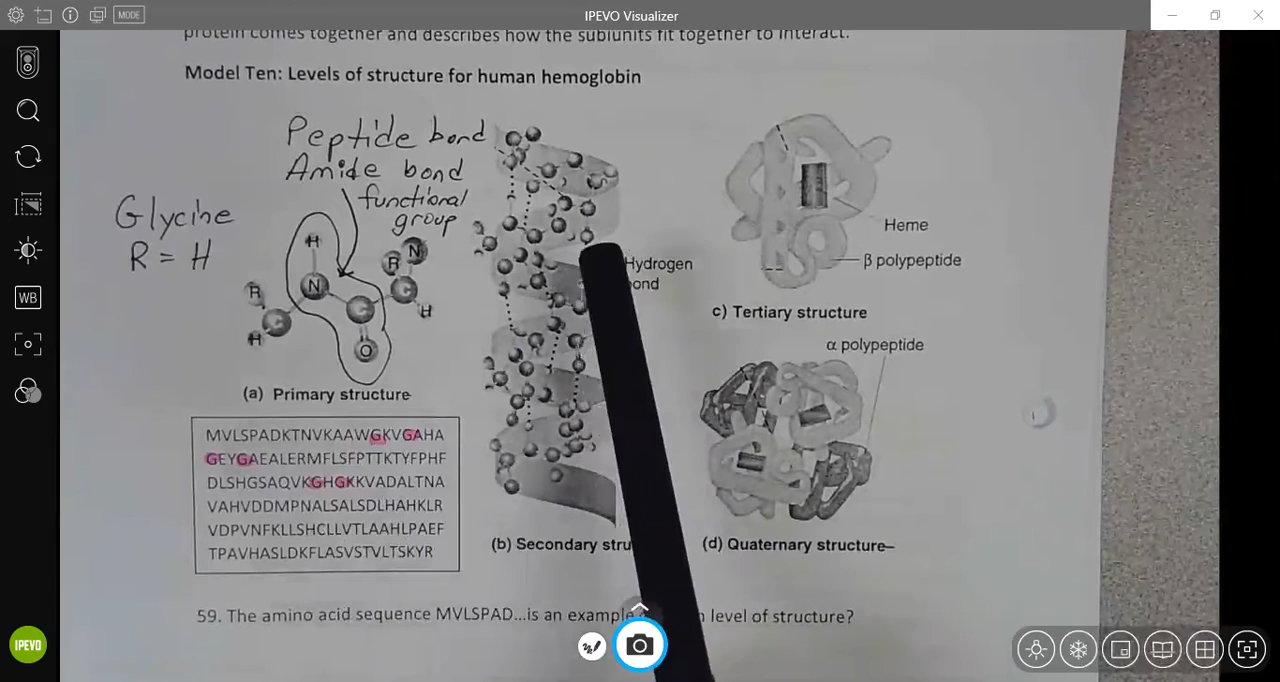 IPEVO Visualizer
MODE
WB
IPEVO
protein comes together and describes how the subunits fit together to interact.
Model Ten: Levels of structure for human hemoglobin
Peptide bond
Amide bond
functional
group
Glycine
R = H
H
R
N
H
N
C
C
C
R
H
O
Hydrogen
Heme
β polypeptide
(a) Primary structure
c) Tertiary structure
α polypeptide
MVLSPADKTNVKAAWGKVGAHA
GEYGAEALERMFLSFPTTKTYFPHF
DLSHGSAQVKGHGKKVADALTNA
VAHVDDMPNALSALSDLHAHKLR
VDPVNFKLLSHCLLVTLAAHLPAEF
TPAVHASLDKFLASVSTVLTSKYR
(b) Secondary stru
(d) Quaternary structure
59. The amino acid sequence MVLSPAD...is an example level of structure?